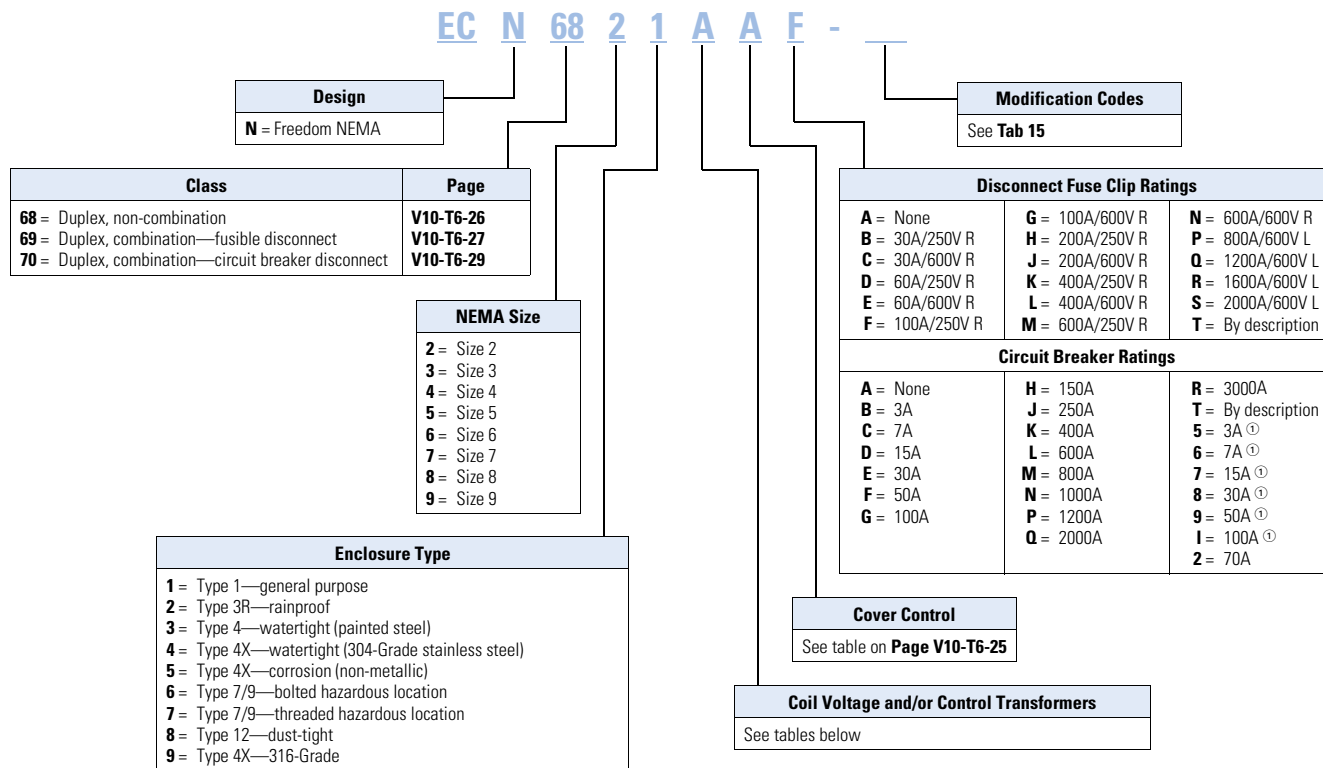 EC N 68 2 1 A A F -
Design
N = Freedom NEMA
Modification Codes
See Tab 15
Class Page
68 = Duplex, non-combination V10-T6-26
69 = Duplex, combination—fusible disconnect V10-T6-27
70 = Duplex, combination—circuit breaker disconnect V10-T6-29
Disconnect Fuse Clip Ratings
A = None G = 100A/600V R N = 600A/600V R
B = 30A/250V R H = 200A/250V R P = 800A/600V L
C = 30A/600V R J = 200A/600V R Q = 1200A/600V L
D = 60A/250V R K = 400A/250V R R = 1600A/600V L
E = 60A/600V R L = 400A/600V R S = 2000A/600V L
F = 100A/250V R M = 600A/250V R T = By description
Circuit Breaker Ratings
A = None H = 150A R = 3000A
B = 3A J = 250A T = By description
C = 7A K = 400A 5 = 3A ①
D = 15A L = 600A 6 = 7A ①
E = 30A M = 800A 7 = 15A ①
F = 50A N = 1000A 8 = 30A ①
G = 100A P = 1200A 9 = 50A ①
Q = 2000A I = 100A ①
2 = 70A
NEMA Size
2 = Size 2
3 = Size 3
4 = Size 4
5 = Size 5
6 = Size 6
7 = Size 7
8 = Size 8
9 = Size 9
Enclosure Type
1 = Type 1—general purpose
2 = Type 3R—rainproof
3 = Type 4—watertight (painted steel)
4 = Type 4X—watertight (304-Grade stainless steel)
5 = Type 4X—corrosion (non-metallic)
6 = Type 7/9—bolted hazardous location
7 = Type 7/9—threaded hazardous location
8 = Type 12—dust-tight
9 = Type 4X—316-Grade
Cover Control
See table on Page V10-T6-25
Coil Voltage and/or Control Transformers
See tables below